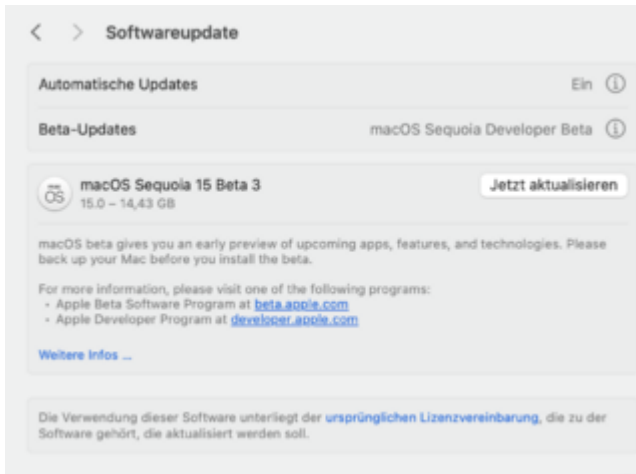 Softwareupdate
Automatische Updates Ein
Beta-Updates macOS Sequoia Developer Beta
macOS
macOS Sequoia 15 Beta 3 Jetzt aktualisieren
15.0 – 14,43 GB
macOS beta gives you an early preview of upcoming apps, features, and technologies. Please
back up your Mac before you install the beta.
For more information, please visit one of the following programs:
- Apple Beta Software Program at beta.apple.com
- Apple Developer Program at developer.apple.com
Weitere Infos ...
Die Verwendung dieser Software unterliegt der ursprünglichen Lizenzvereinbarung, die zu der
Software gehört, die aktualisiert werden soll.